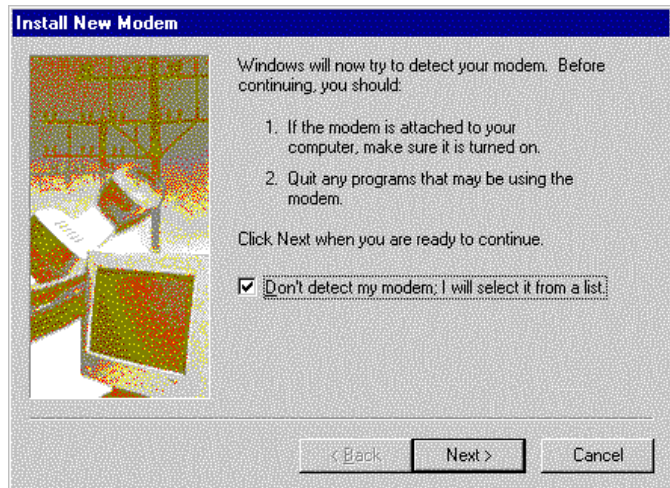 Install New Modem
Windows will now try to detect your modem. Before
continuing, you should:
1. If the modem is attached to your
computer, make sure it is turned on.
2. Quit any programs that may be using the
modem.
Click Next when you are ready to continue.
Don't detect my modem; I will select it from a list.
< Back
Next >
Cancel